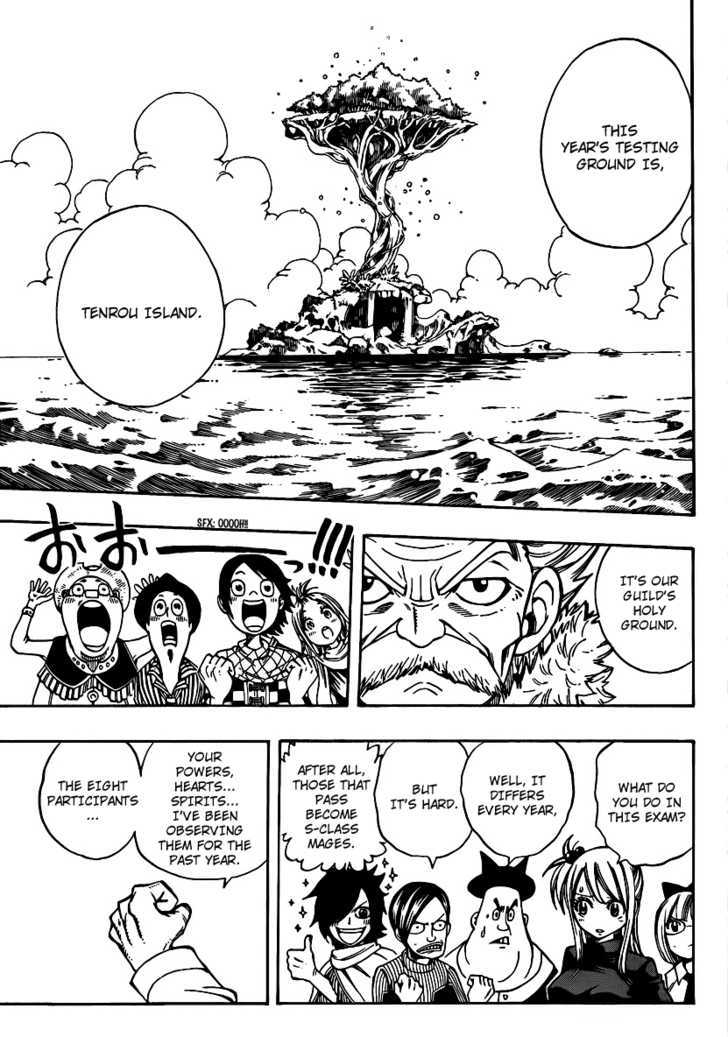 THIS
YEAR'S TESTING
GROUND IS,
TENROU ISLAND.
IT'S OUR
GUILD'S
HOLY
GROUND.
SFX: OOOOH!!
おおー!!!
WHAT DO
YOU DO IN
THIS EXAM?
WELL, IT
DIFFERS
EVERY YEAR,
BUT
IT'S HARD.
AFTER ALL,
THOSE THAT
PASS
BECOME
S-CLASS
MAGES.
YOUR
POWERS,
HEARTS...
SPIRITS...
I'VE BEEN
OBSERVING
THEM FOR THE
PAST YEAR.
THE EIGHT
PARTICIPANTS
...